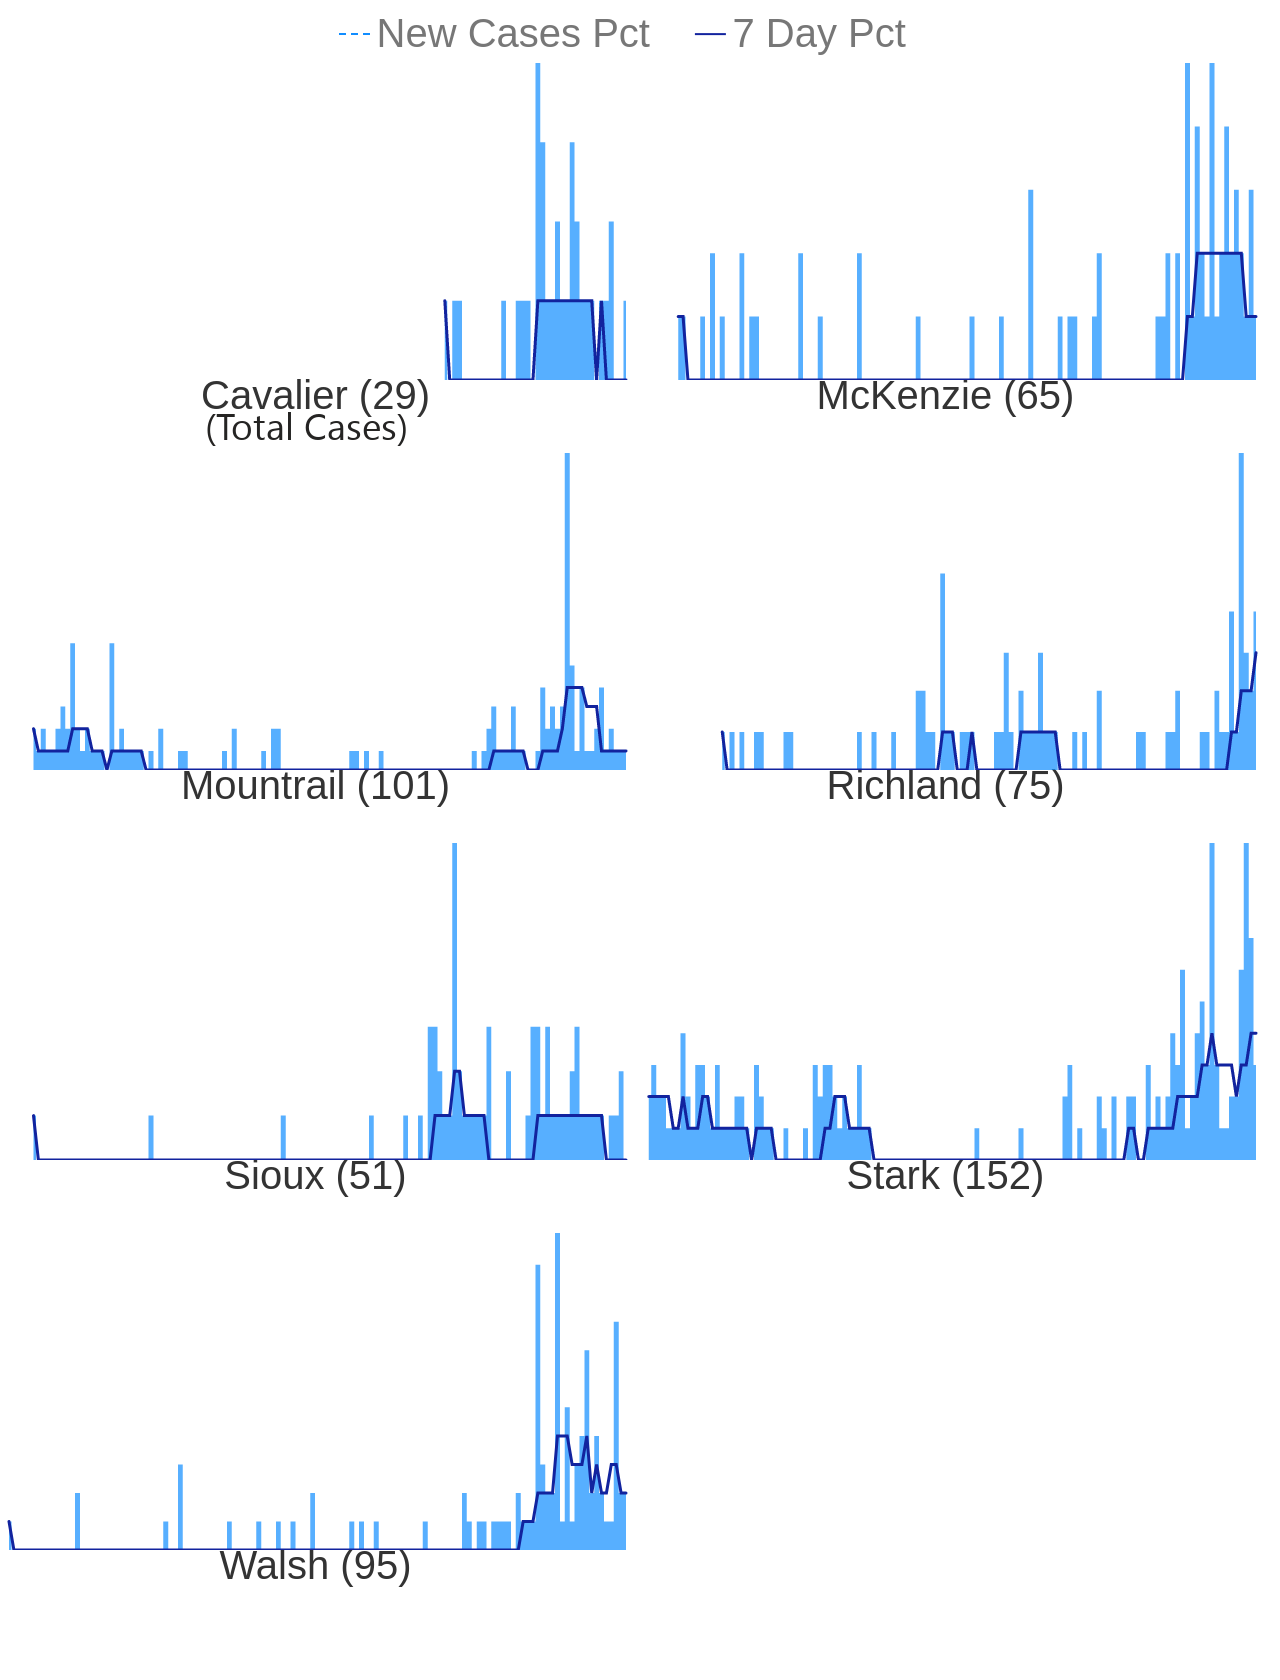 New Cases Pct 7 Day Pct
Cavalier (29) McKenzie (65)
(Total Cases)
Mountrail (101) Richland (75)
Sioux (51) Stark (152)
Walsh (95)